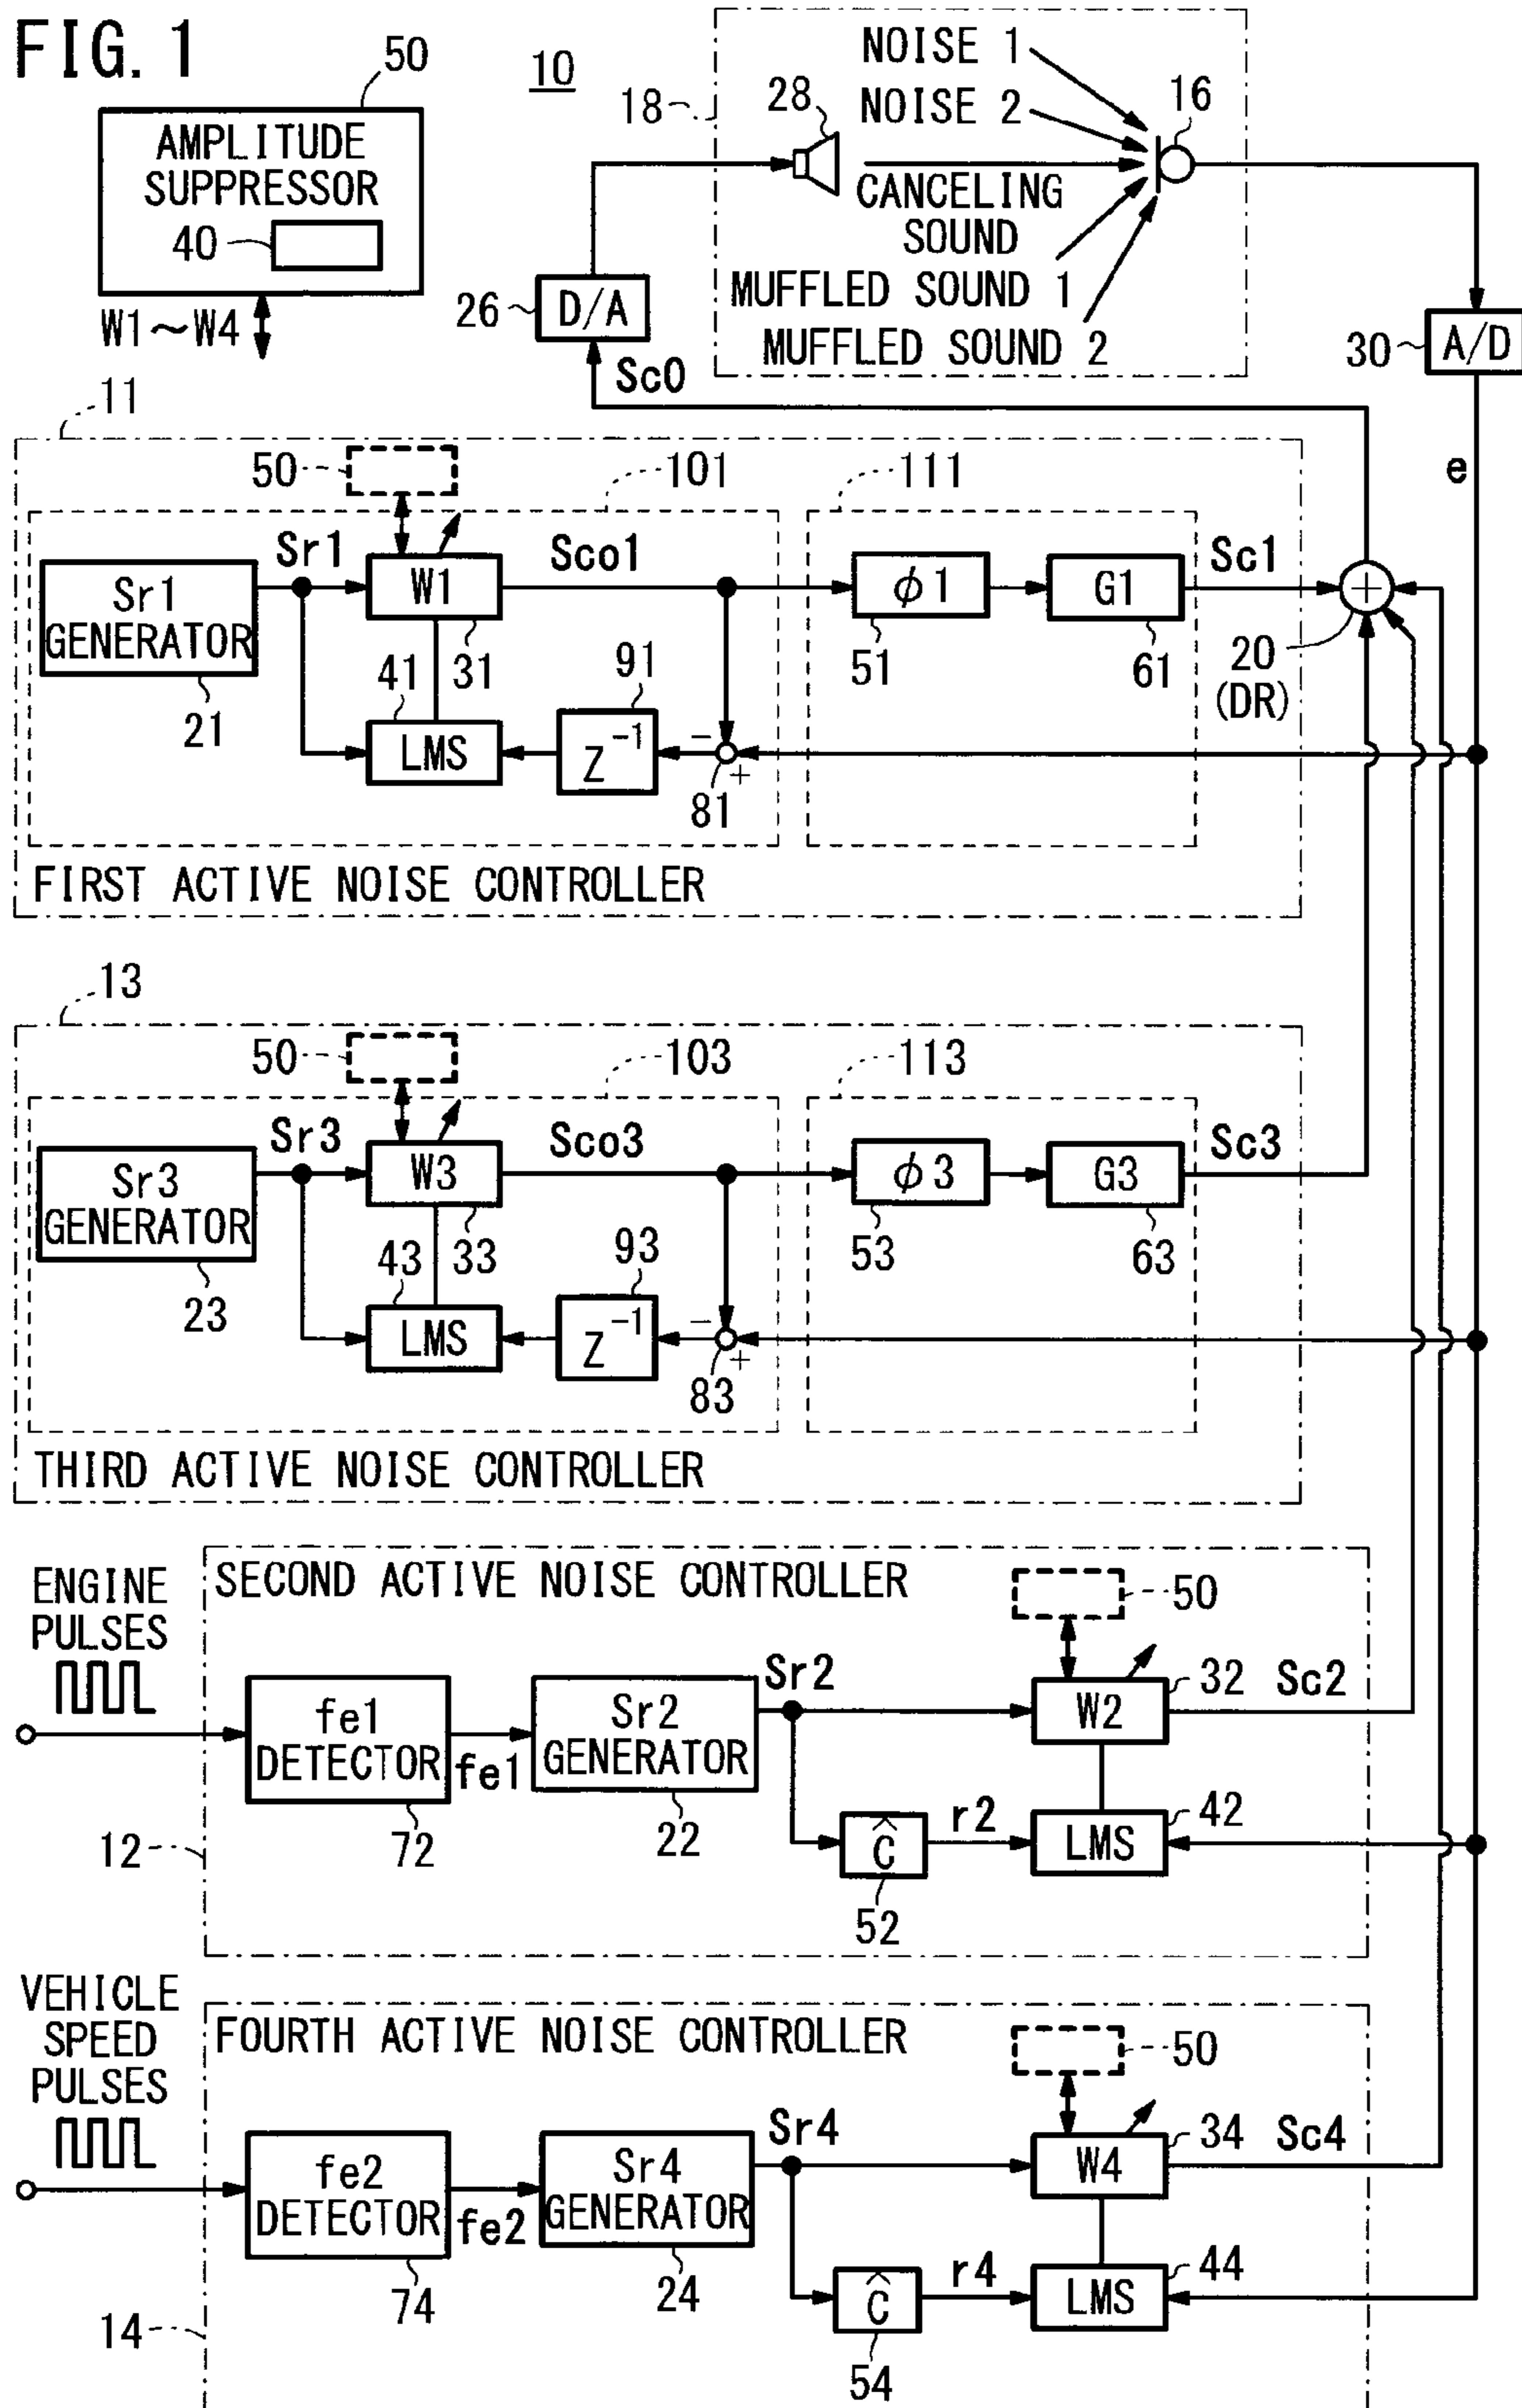 FIG. 1
50
10
AMPLITUDE
SUPPRESSOR
40
W1～W4
18
28
NOISE 1
NOISE 2
16
CANCELING
SOUND
MUFFLED SOUND 1
MUFFLED SOUND 2
26
D/A
Sc0
30
A/D
e
11
50
101
111
Sr1
GENERATOR
21
Sr1
W1
31
Sco1
41
LMS
91
Z⁻¹
−
+
81
φ1
51
G1
61
Sc1
+
20
(DR)
FIRST ACTIVE NOISE CONTROLLER
13
50
103
113
Sr3
GENERATOR
23
Sr3
W3
33
Sco3
43
LMS
93
Z⁻¹
−
+
83
φ3
53
G3
63
Sc3
THIRD ACTIVE NOISE CONTROLLER
ENGINE
PULSES
SECOND ACTIVE NOISE CONTROLLER
50
fe1
DETECTOR
72
fe1
Sr2
GENERATOR
22
Sr2
W2
32
Sc2
12
Ĉ
52
r2
LMS
42
VEHICLE
SPEED
PULSES
FOURTH ACTIVE NOISE CONTROLLER
50
fe2
DETECTOR
74
fe2
Sr4
GENERATOR
24
Sr4
W4
34
Sc4
14
Ĉ
54
r4
LMS
44